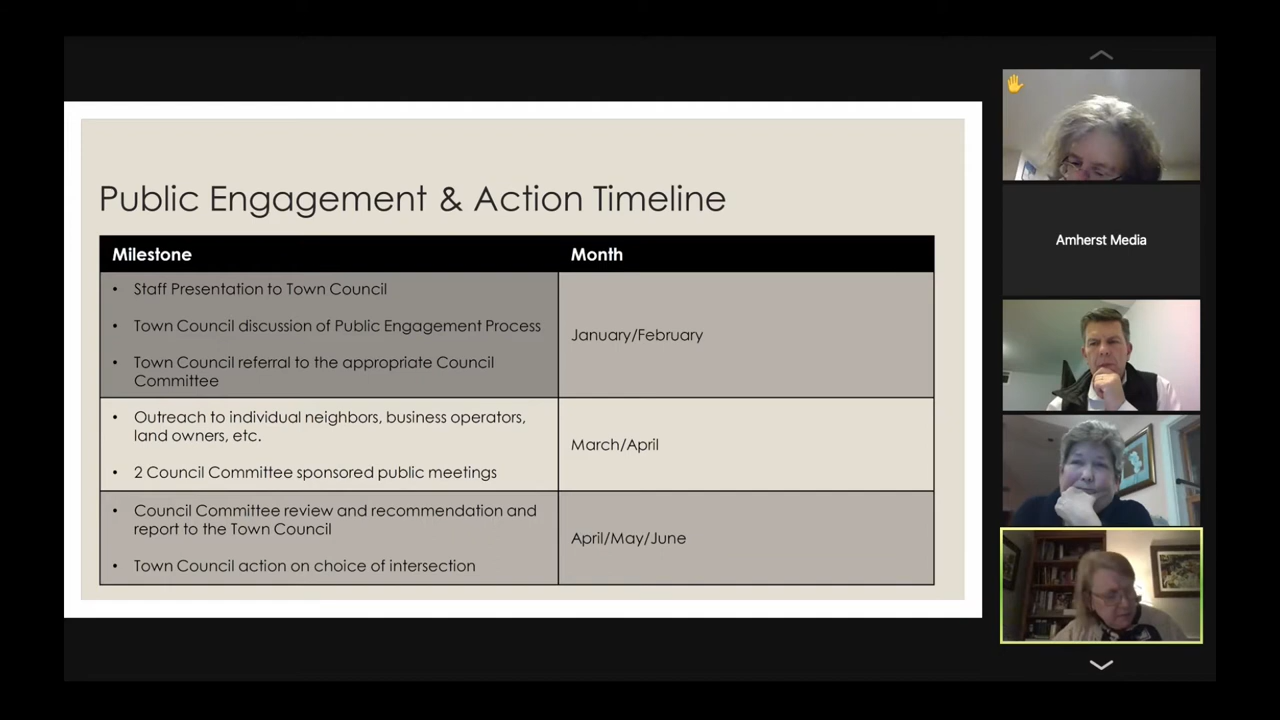 Public Engagement & Action Timeline
Milestone
Month
• Staff Presentation to Town Council
• Town Council discussion of Public Engagement Process
• Town Council referral to the appropriate Council
Committee
January/February
• Outreach to individual neighbors, business operators,
land owners, etc.
• 2 Council Committee sponsored public meetings
March/April
• Council Committee review and recommendation and
report to the Town Council
• Town Council action on choice of intersection
April/May/June
Amherst Media